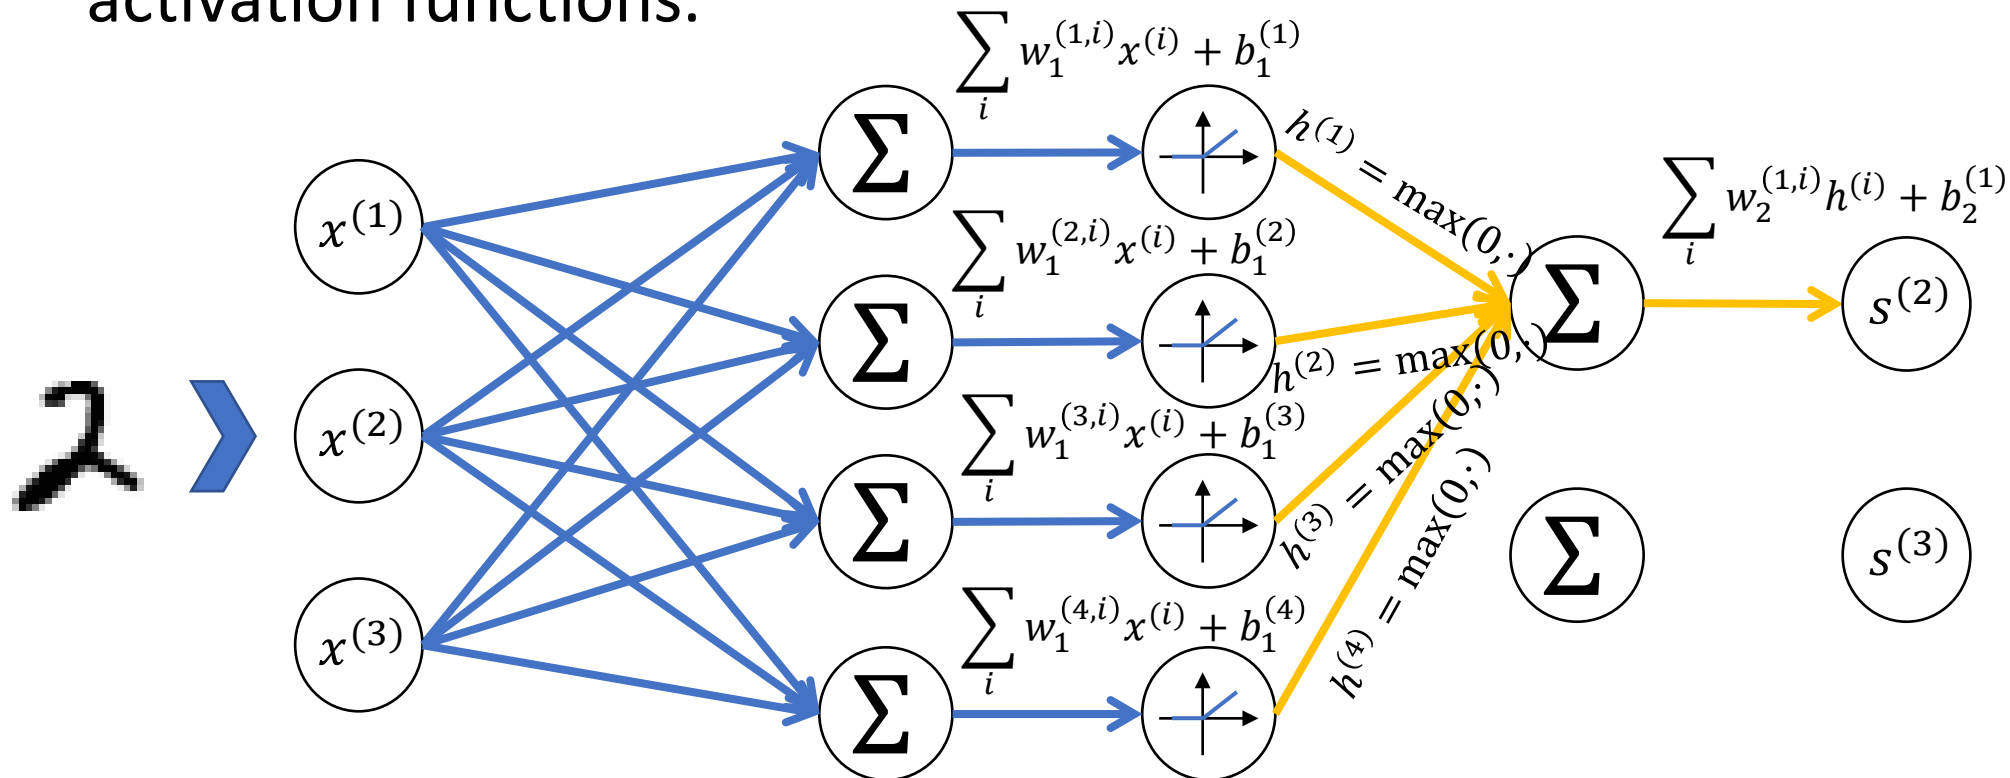 activation functions.
∑_i w_1^{(1,i)} x^{(i)} + b_1^{(1)}
∑
h^{(1)} = max(0,·)
x^{(1)}
∑_i w_1^{(2,i)} x^{(i)} + b_1^{(2)}
∑
h^{(2)} = max(0,·)
∑_i w_2^{(1,i)} h^{(i)} + b_2^{(1)}
∑
s^{(2)}
2
x^{(2)}
∑_i w_1^{(3,i)} x^{(i)} + b_1^{(3)}
∑
h^{(3)} = max(0,·)
∑
s^{(3)}
x^{(3)}
∑_i w_1^{(4,i)} x^{(i)} + b_1^{(4)}
∑
h^{(4)} = max(0,·)